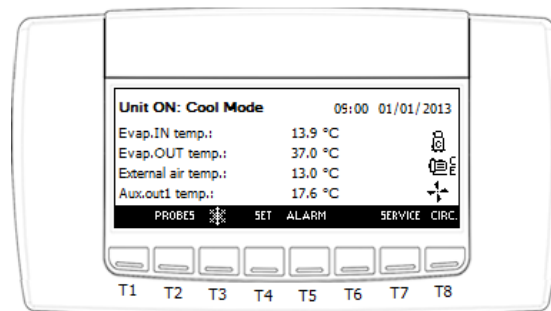 Unit ON: Cool Mode 09:00 01/01/2013
Evap.IN temp.: 13.9 °C
Evap.OUT temp.: 37.0 °C
External air temp.: 13.0 °C
Aux.out1 temp.: 17.6 °C
C
E
PROBES SET ALARM SERVICE CIRC.
T1 T2 T3 T4 T5 T6 T7 T8